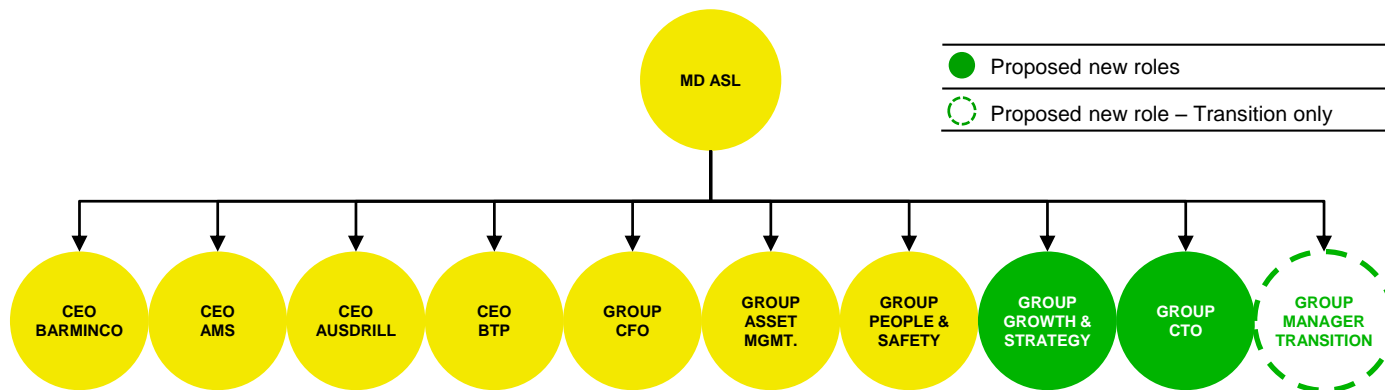 MD ASL
Proposed new roles
Proposed new role – Transition only
CEO
BARMINCO
CEO
AMS
CEO
AUSDRILL
CEO
BTP
GROUP
CFO
GROUP
ASSET
MGMT.
GROUP
PEOPLE &
SAFETY
GROUP
GROWTH &
STRATEGY
GROUP
CTO
GROUP
MANAGER
TRANSITION